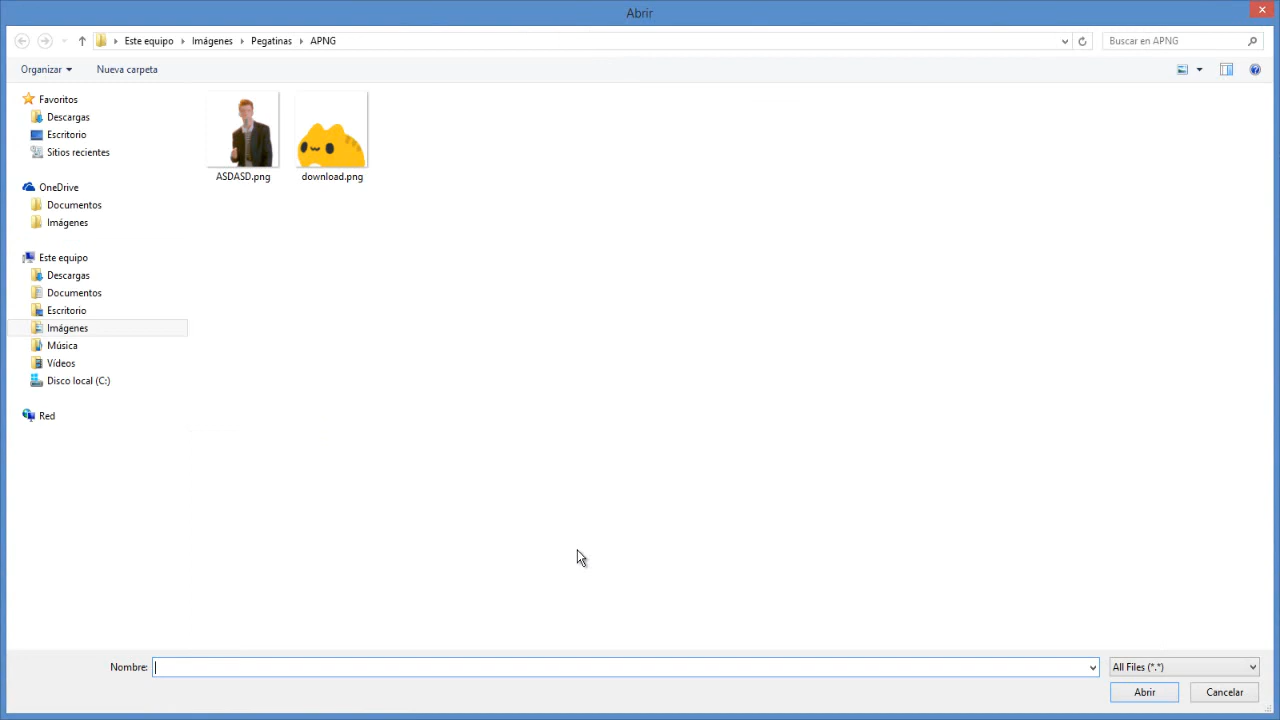 Abrir
Este equipo Imágenes Pegatinas APNG
Buscar en APNG
Organizar Nueva carpeta
Favoritos
Descargas
Escritorio
Sitios recientes
OneDrive
Documentos
Imágenes
Este equipo
Descargas
Documentos
Escritorio
Imágenes
Música
Vídeos
Disco local (C:)
Red
ASDASD.png
download.png
Nombre:
All Files (*.*)
Abrir
Cancelar